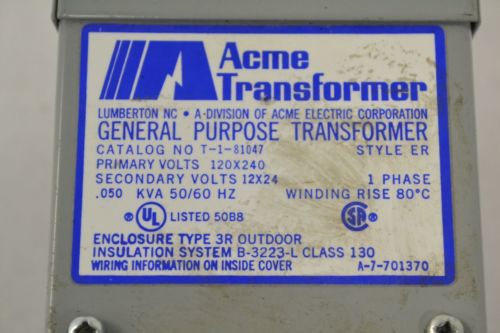 Acme
Transformer
LUMBERTON NC • A DIVISION OF ACME ELECTRIC CORPORATION
GENERAL PURPOSE TRANSFORMER
CATALOG NO T-1-81047 STYLE ER
PRIMARY VOLTS 120X240
SECONDARY VOLTS 12X24 1 PHASE
.050 KVA 50/60 HZ WINDING RISE 80°C
® UL LISTED 50B8 SA ®
ENCLOSURE TYPE 3R OUTDOOR
INSULATION SYSTEM B-3223-L CLASS 130
WIRING INFORMATION ON INSIDE COVER A-7-701370